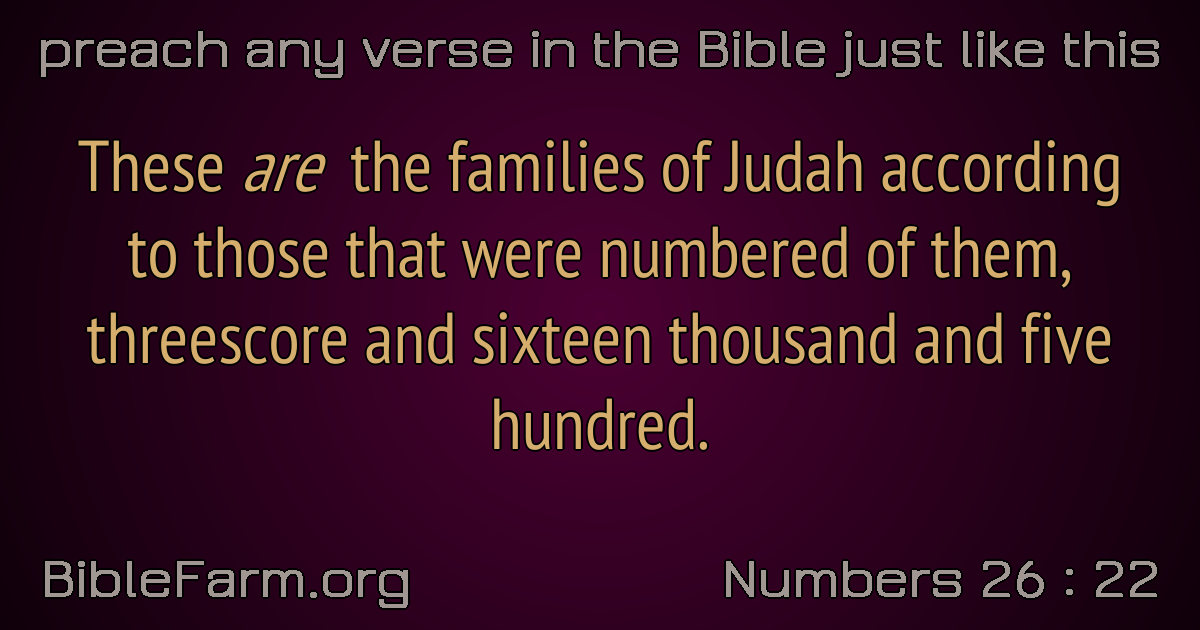 preach any verse in the Bible just like this
These are the families of Judah according
to those that were numbered of them,
threescore and sixteen thousand and five
hundred.
BibleFarm.org
Numbers 26 : 22